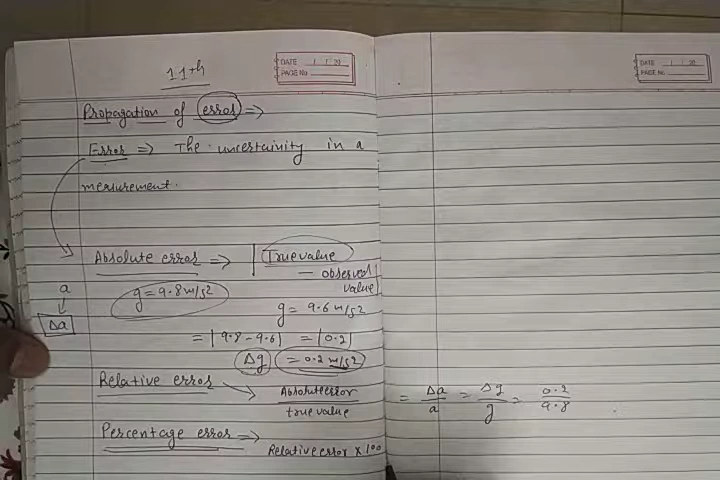 11th
DATE / / 20
PAGE No.
DATE / / 20
PAGE No.
Propagation of error =>
Error => The uncertainity in a
mesurement.
Absolute error => |True value
— observed
value|
a
↓
Δa
g = 9.8 m/s2
g = 9.6 m/s2
= |9.8 - 9.6| = |0.2|
Δg = 0.2 m/s2
Relative error → Absolute error
true value
= Δa/a = Δg/g = 0.2/9.8
Percentage error =>
Relative error × 100